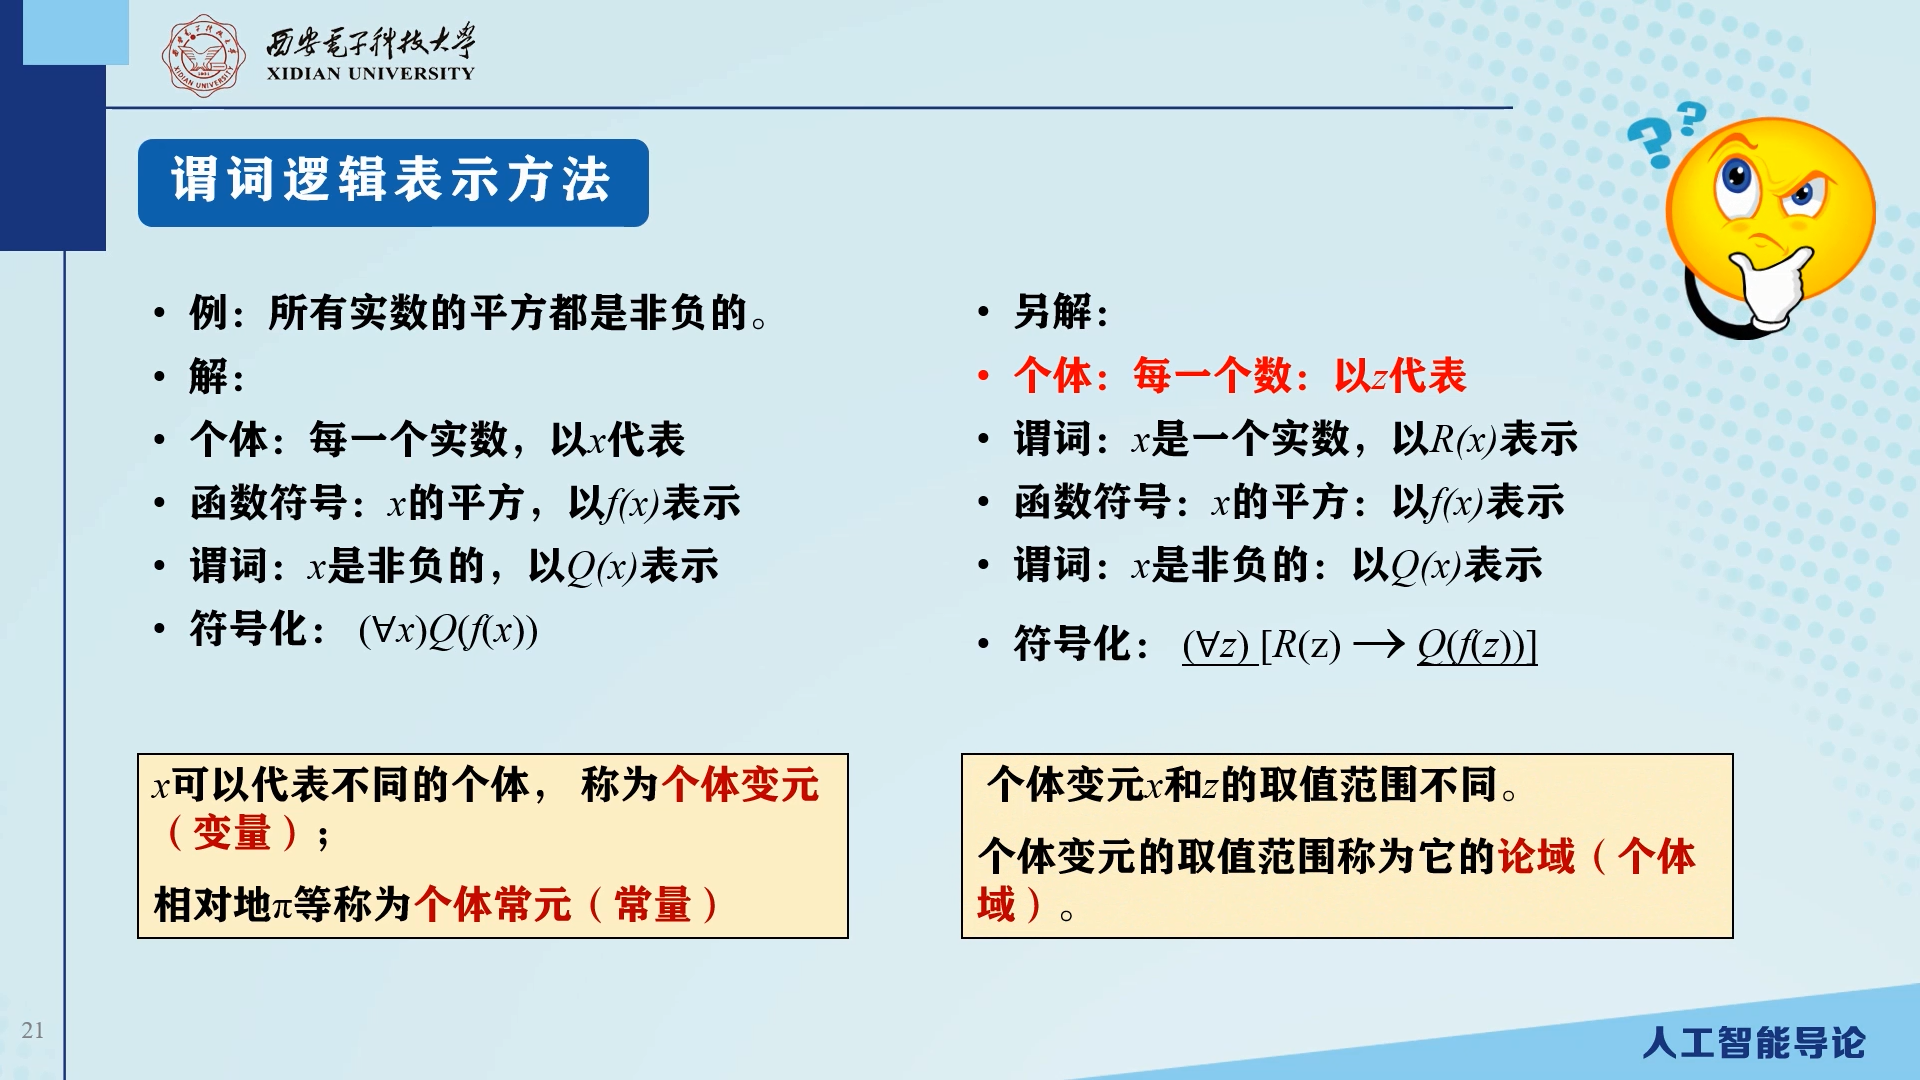 西安电子科技大学
XIDIAN UNIVERSITY
谓词逻辑表示方法
• 例：所有实数的平方都是非负的。
• 解：
• 个体：每一个实数，以x代表
• 函数符号：x的平方，以f(x)表示
• 谓词：x是非负的，以Q(x)表示
• 符号化： (∀x)Q(f(x))
x可以代表不同的个体， 称为个体变元
（变量）；
相对地π等称为个体常元（常量）
• 另解：
• 个体：每一个数：以z代表
• 谓词：x是一个实数，以R(x)表示
• 函数符号：x的平方：以f(x)表示
• 谓词：x是非负的：以Q(x)表示
• 符号化： (∀z) [R(z) → Q(f(z))]
个体变元x和z的取值范围不同。
个体变元的取值范围称为它的论域（个体
域）。
? ?
21
人工智能导论